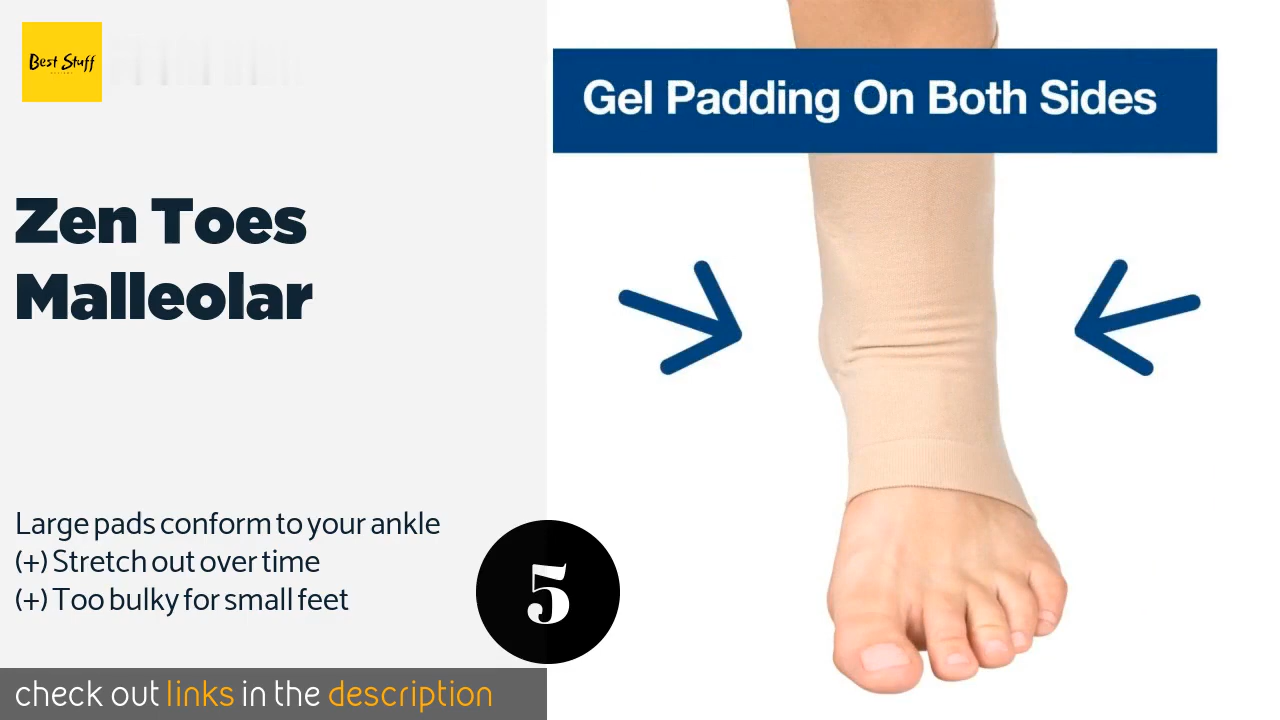 Best Stuff
Gel Padding On Both Sides
Zen Toes
Malleolar
Large pads conform to your ankle
(+) Stretch out over time
(+) Too bulky for small feet
5
check out links in the description